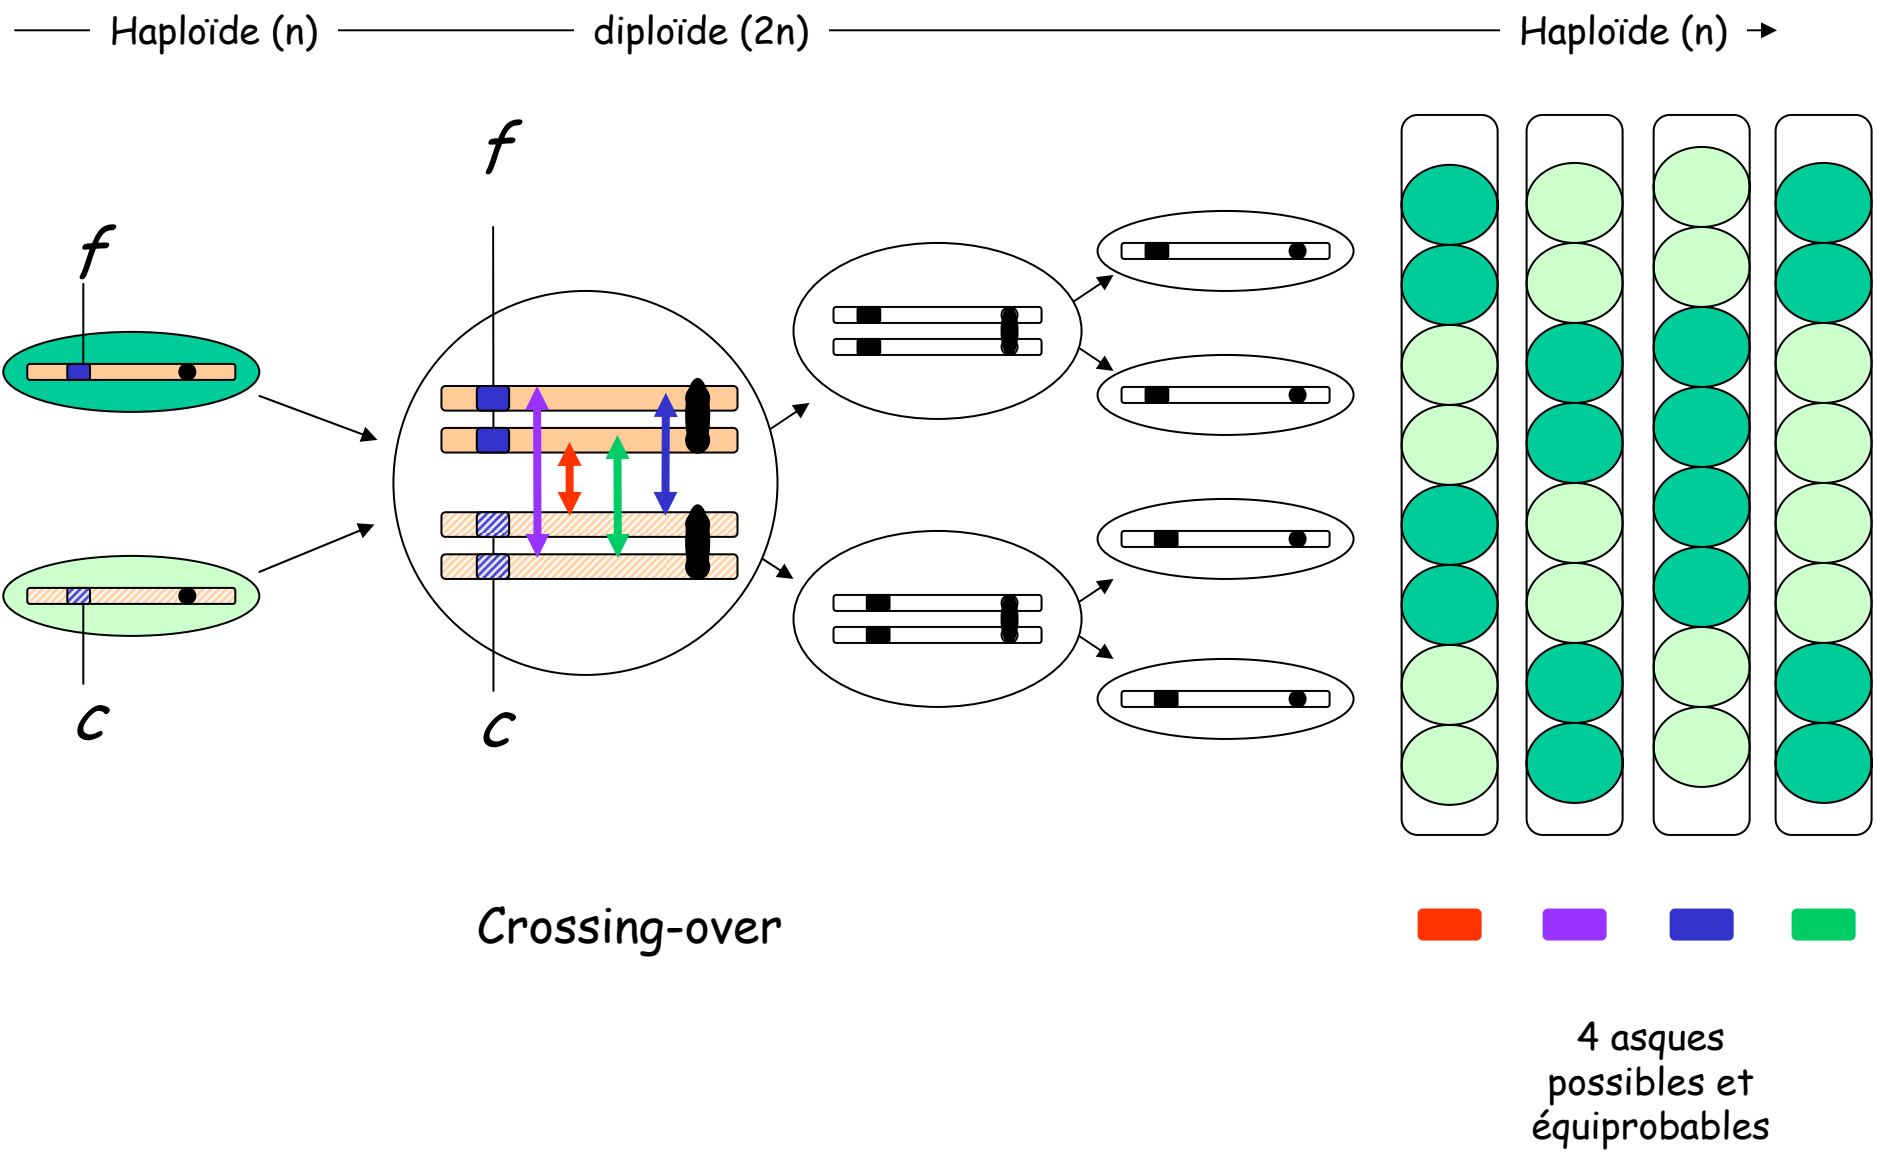 Haploïde (n)
diploïde (2n)
Haploïde (n)
f
f
c
c
Crossing-over
4 asques
possibles et
équiprobables